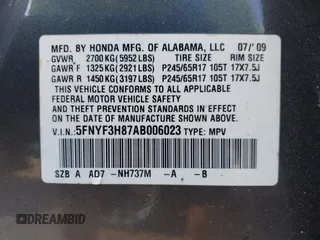 MFD. BY HONDA MFG. OF ALABAMA, LLC 07/'09
GVWR 2700 KG (5952 LBS) TIRE SIZE RIM SIZE
GAWR F 1325 KG (2921 LBS) P245/65R17 105T 17X7.5J
GAWR R 1450 KG (3197 LBS) P245/65R17 105T 17X7.5J
THIS VEHICLE CONFORMS TO ALL APPLICABLE
FEDERAL MOTOR VEHICLE SAFETY
AND THEFT PREVENTION STANDARDS IN EFFECT
ON THE DATE OF MANUFACTURE SHOWN ABOVE.
V.I.N: 5FNYF3H87AB006023 TYPE: MPV
SZB A AD7 -NH737M -A -B
©DREAMBID